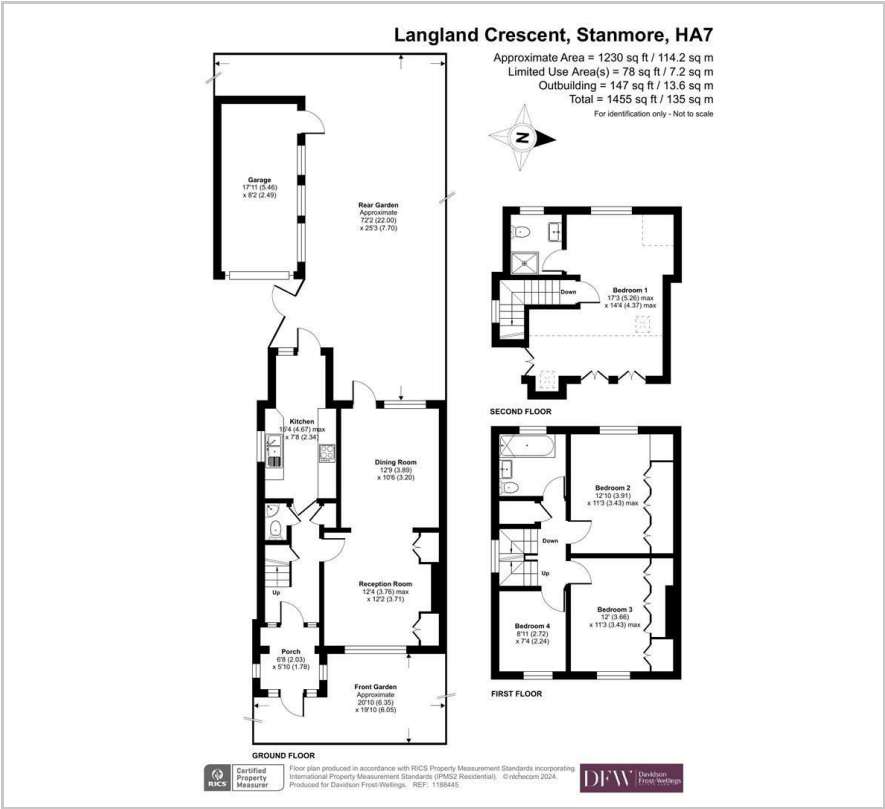 Langland Crescent, Stanmore, HA7
Approximate Area = 1230 sq ft / 114.2 sq m
Limited Use Area(s) = 78 sq ft / 7.2 sq m
Outbuilding = 147 sq ft / 13.6 sq m
Total = 1455 sq ft / 135 sq m
For identification only - Not to scale
N
Garage
17'11 (5.46)
x 8'2 (2.49)
Rear Garden
Approximate
72'2 (22.00)
x 25'3 (7.70)
Bedroom 1
17'3 (5.26) max
x 14'4 (4.37) max
Down
SECOND FLOOR
Kitchen
15'4 (4.67) max
x 7'8 (2.34)
Dining Room
12'9 (3.89)
x 10'6 (3.20)
Reception Room
12'4 (3.76) max
x 12'2 (3.71)
Up
Porch
6'8 (2.03)
x 5'10 (1.78)
Front Garden
Approximate
20'10 (6.35)
x 19'10 (6.05)
GROUND FLOOR
Bedroom 2
12'10 (3.91)
x 11'3 (3.43) max
Down
Up
Bedroom 3
12' (3.66)
x 11'3 (3.43) max
Bedroom 4
8'11 (2.72)
x 7'4 (2.24)
FIRST FLOOR
RICS
Certified
Property
Measurer
Floor plan produced in accordance with RICS Property Measurement Standards incorporating
International Property Measurement Standards (IPMS2 Residential). © nichecom 2024.
Produced for Davidson Frost-Wellings. REF: 1188445
DFW
Davidson
Frost-Wellings